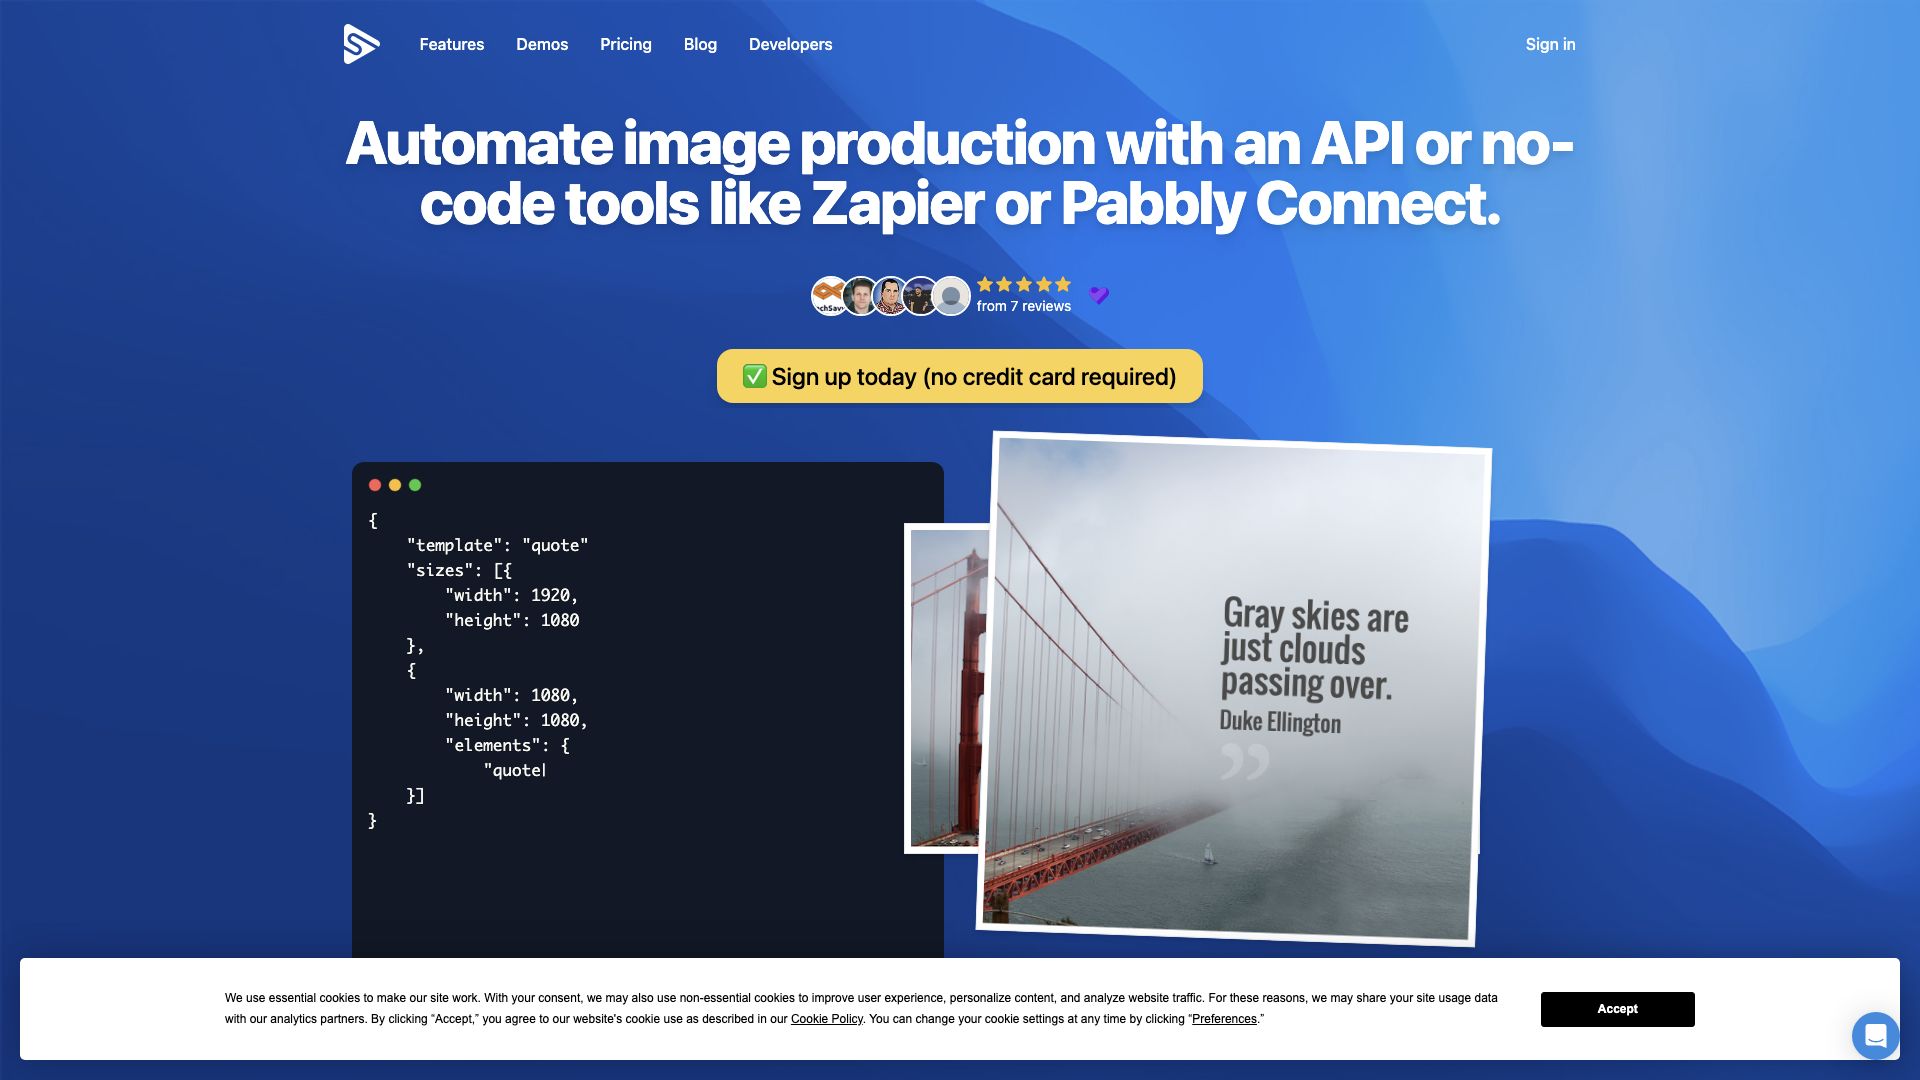 Features Demos Pricing Blog Developers Sign in
Automate image production with an API or no-
code tools like Zapier or Pabbly Connect.
from 7 reviews
✅ Sign up today (no credit card required)
{
"template": "quote"
"sizes": [{
"width": 1920,
"height": 1080
},
{
"width": 1080,
"height": 1080,
"elements": {
"quote|
}]
}
Gray skies are
just clouds
passing over.
Duke Ellington
”
We use essential cookies to make our site work. With your consent, we may also use non-essential cookies to improve user experience, personalize content, and analyze website traffic. For these reasons, we may share your site usage data
with our analytics partners. By clicking “Accept,” you agree to our website's cookie use as described in our Cookie Policy. You can change your cookie settings at any time by clicking “Preferences.”
Accept